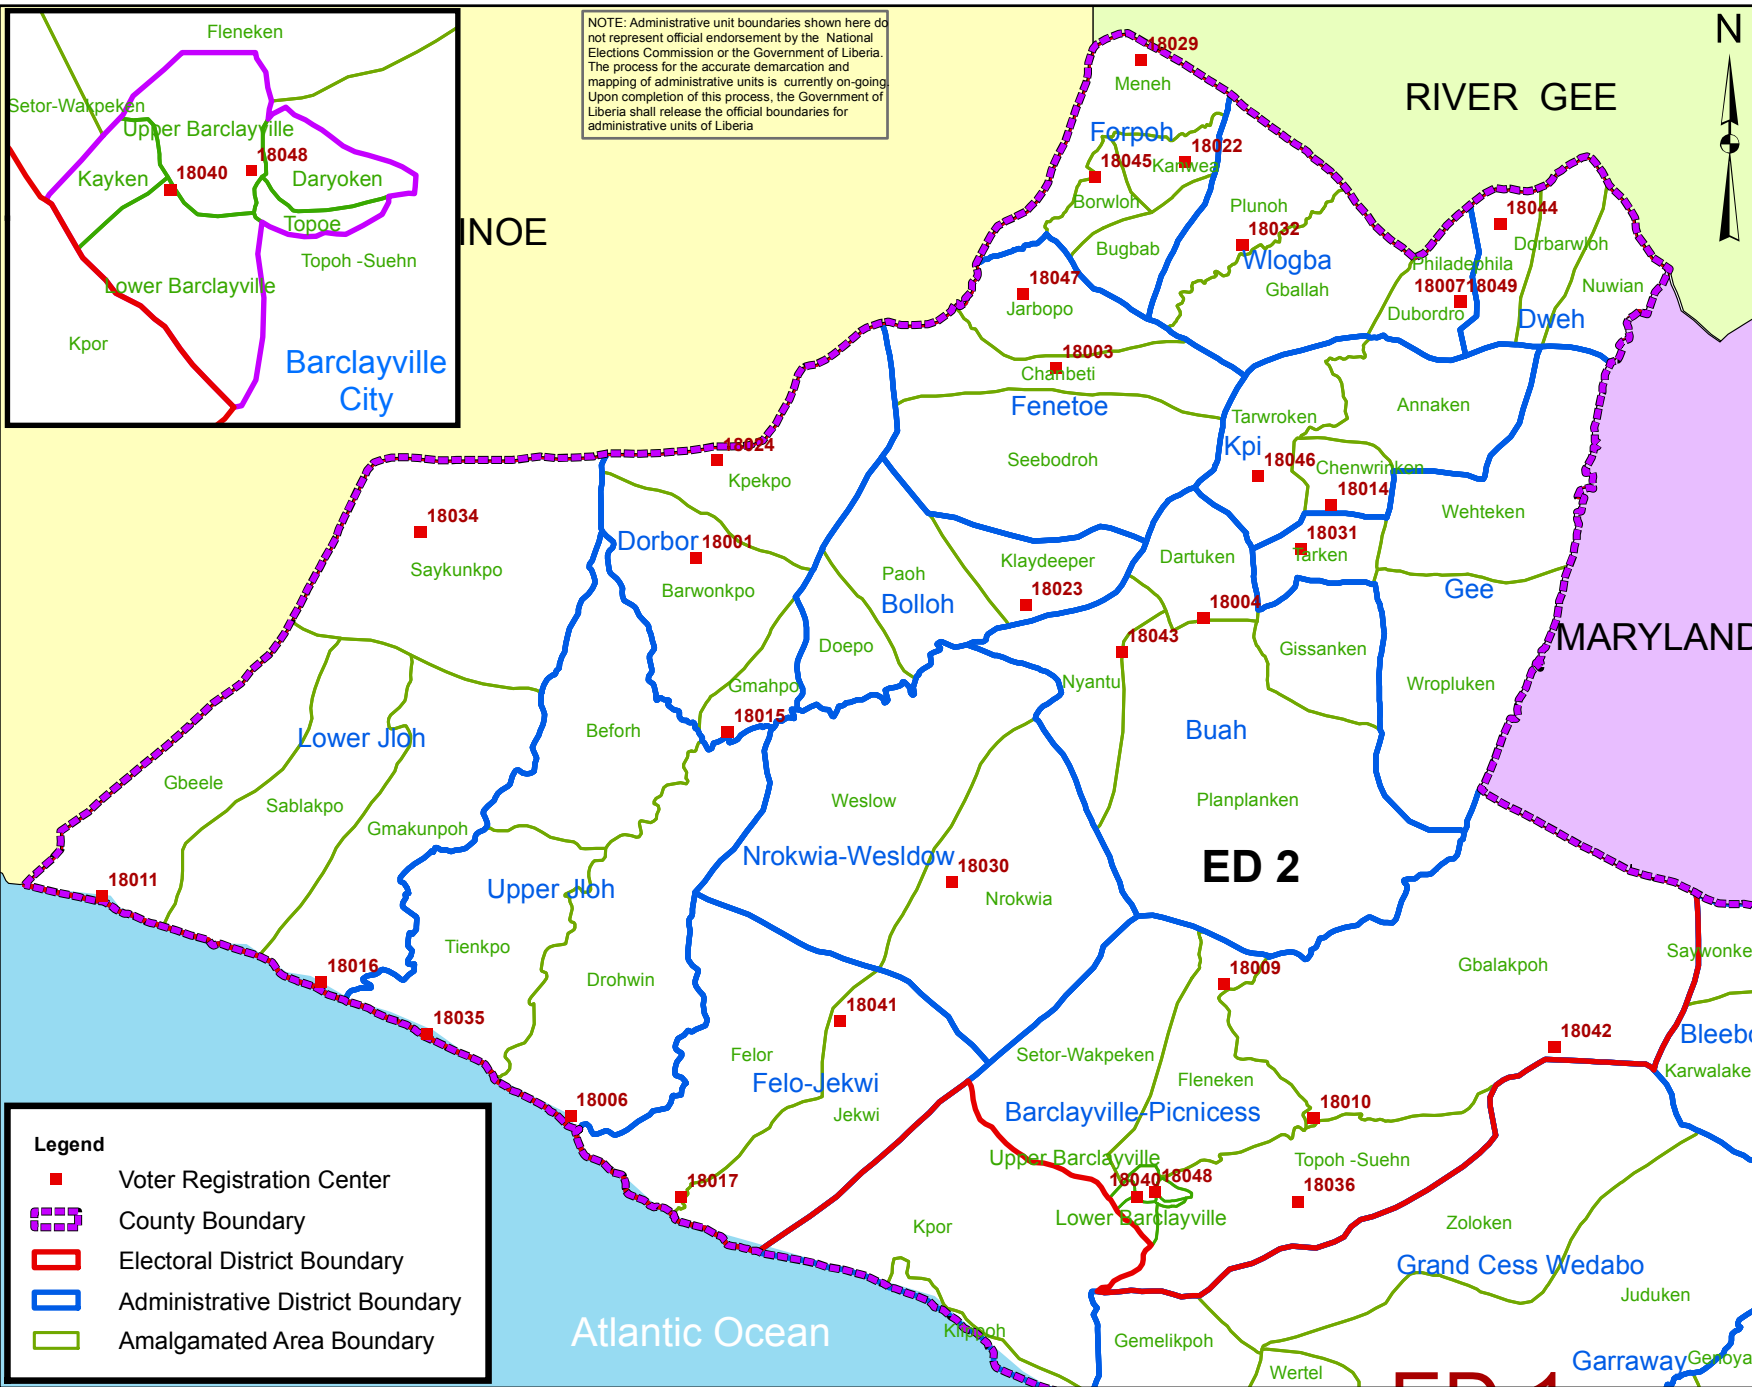 Fleneken
Setor-Wakpeken
Upper Barclayville
18048
18040
Kayken
Daryoken
Topoe
Topoh -Suehn
Lower Barclayville
Kpor
Barclayville
City
NOTE: Administrative unit boundaries shown here do
not represent official endorsement by the National
Elections Commission or the Government of Liberia.
The process for the accurate demarcation and
mapping of administrative units is currently on-going.
Upon completion of this process, the Government of
Liberia shall release the official boundaries for
administrative units of Liberia
N
RIVER GEE
INOE
MARYLAND
18029
Meneh
Forpoh
18022
18045
Kanwea
Borwloh
Plunoh
18032
Bugbab
Wlogba
Gballah
18044
Dorbarwloh
Philadephila
18007
18049
Nuwian
Dubordro
Dweh
18047
Jarbopo
18003
Chanbeti
Fenetoe
Tarwroken
Annaken
Kpi
18046
Chenwrinken
18014
Seebodroh
Wehteken
18024
Kpekpo
18034
Dorbor
18001
Saykunkpo
Barwonkpo
18031
Tarken
Dartuken
Klaydeeper
Paoh
Bolloh
18023
Gee
18004
18043
Doepo
Gissanken
Nyantu
Wropluken
Gmahpo
18015
Beforh
Lower Jloh
Buah
Gbeele
Sablakpo
Gmakunpoh
Weslow
Planplanken
Nrokwia-Wesldow
18030
ED 2
Nrokwia
18011
Upper Jloh
Tienkpo
18016
Drohwin
18035
18009
Gbalakpoh
Saywonke
18041
18042
Bleebo
Felor
Setor-Wakpeken
Karwalake
Felo-Jekwi
Fleneken
18006
Jekwi
Barclayville-Picnicess
18010
Upper Barclayville
Topoh -Suehn
18017
18040
18048
18036
Lower Barclayville
Kpor
Zoloken
Grand Cess Wedabo
Juduken
Klippoh
Gemelikpoh
Wertel
Garraway
Genoya
ED 1
Atlantic Ocean
Legend
Voter Registration Center
County Boundary
Electoral District Boundary
Administrative District Boundary
Amalgamated Area Boundary